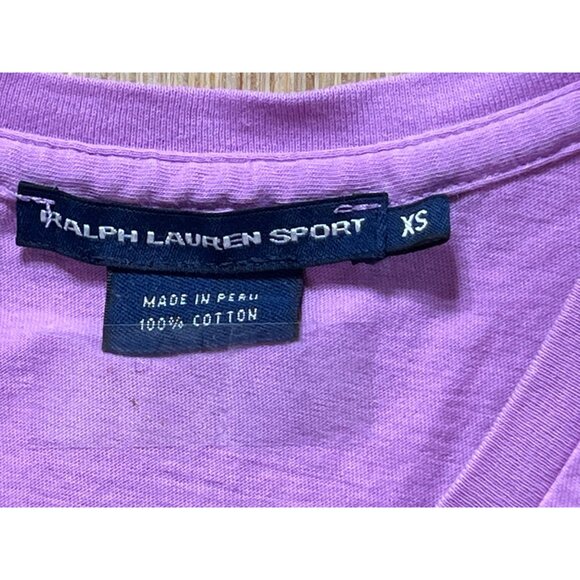 RALPH LAUREN SPORT
XS
MADE IN PERU
100% COTTON